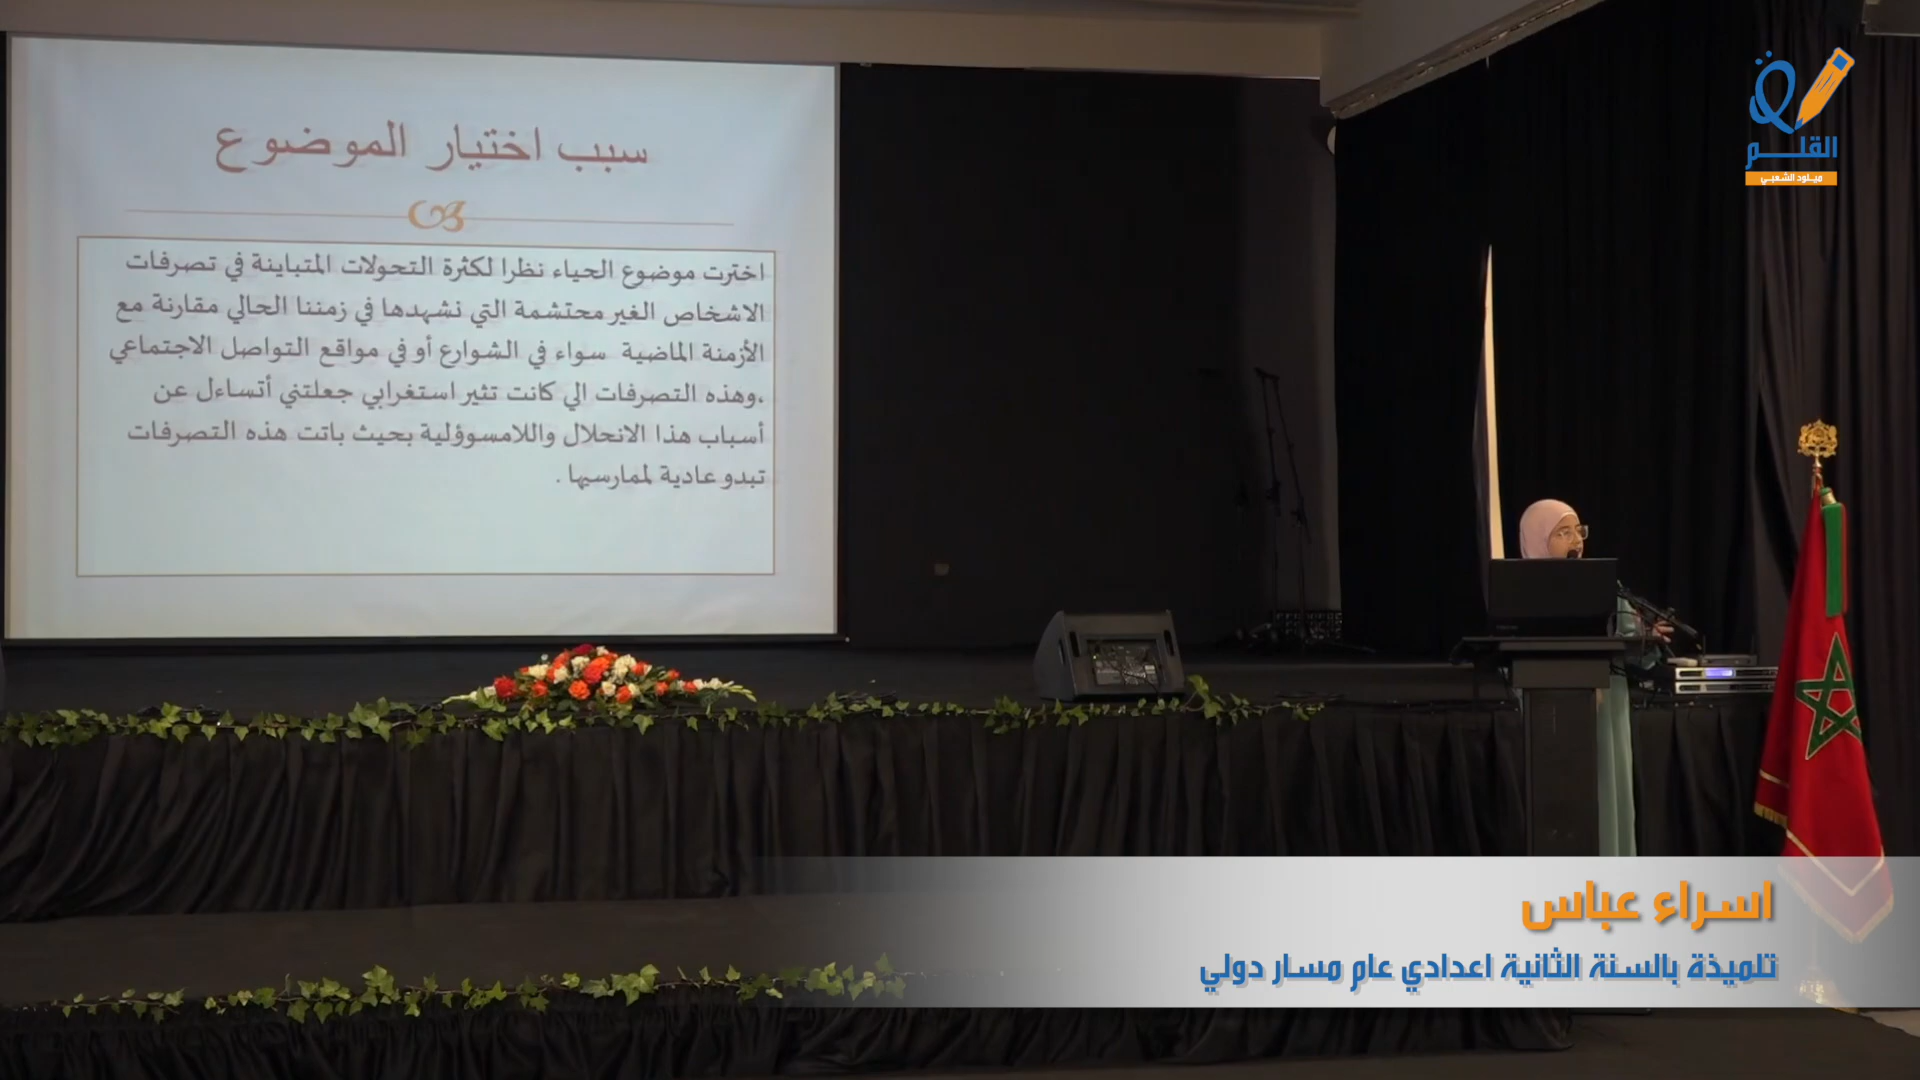 سبب اختيار الموضوع
اخترت موضوع الحياء نظرا لكثرة التحولات المتباينة في تصرفات
الاشخاص الغير محتشمة التي نشهدها في زمننا الحالي مقارنة مع
الأزمنة الماضية سواء في الشوارع أو في مواقع التواصل الاجتماعي
،وهذه التصرفات الي كانت تثير استغرابي جعلتني أتساءل عن
أسباب هذا الانحلال واللامسوؤلية بحيث باتت هذه التصرفات
تبدو عادية لممارسيها .
القلم
ميلود الشعبي
اسراء عباس
تلميذة بالسنة الثانية اعدادي عام مسار دولي